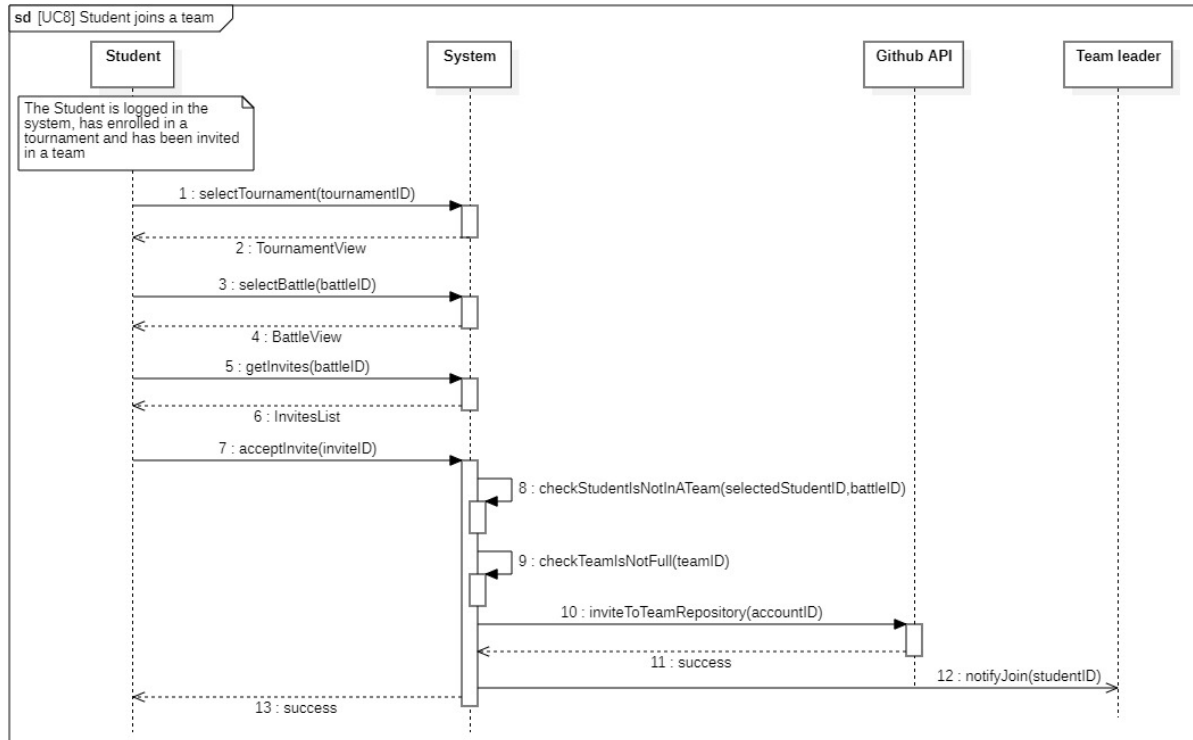 sd [UC8] Student joins a team
Student
System
Github API
Team leader
The Student is logged in the
system, has enrolled in a
tournament and has been invited
in a team
1 : selectTournament(tournamentID)
2 : TournamentView
3 : selectBattle(battleID)
4 : BattleView
5 : getInvites(battleID)
6 : InvitesList
7 : acceptInvite(inviteID)
8 : checkStudentIsNotInATeam(selectedStudentID,battleID)
9 : checkTeamIsNotFull(teamID)
10 : inviteToTeamRepository(accountID)
11 : success
12 : notifyJoin(studentID)
13 : success